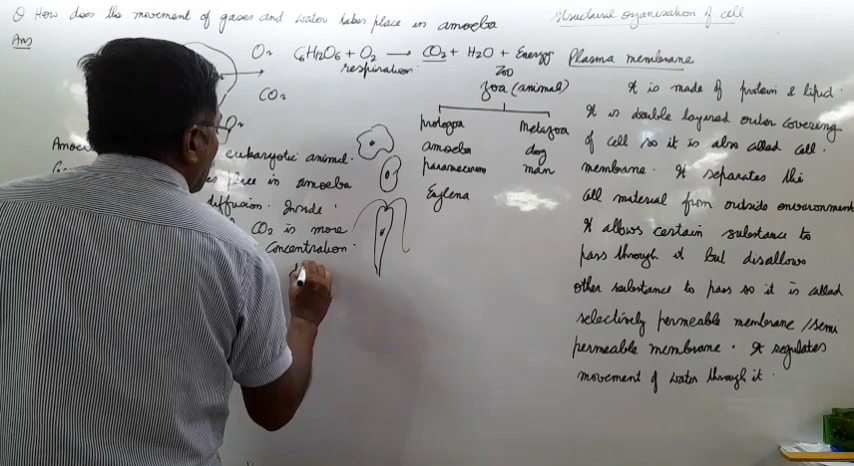 Q How does the movement of gases and water takes place in amoeba
Ans
O2
CO2
O2
C6H12O6 + O2 → CO2 + H2O + Energy
respiration
Zoo
Zoa (animal)
protozoa
amoeba
paramecium
Euglena
Metazoa
dog
man
Amoe
eukaryotic animal.
place in amoeba
diffusion. Inside
CO2 is more
concentration.
Structural organisation of cell
Plasma membrane
It is made of protein & lipid.
It is double layered outer covering
of cell so it is also called cell
membrane. It separates the
cell material from outside environment
It allows certain substance to
pass through it but disallows
other substance to pass so it is called
selectively permeable membrane / semi
permeable membrane. It regulates
movement of water through it.